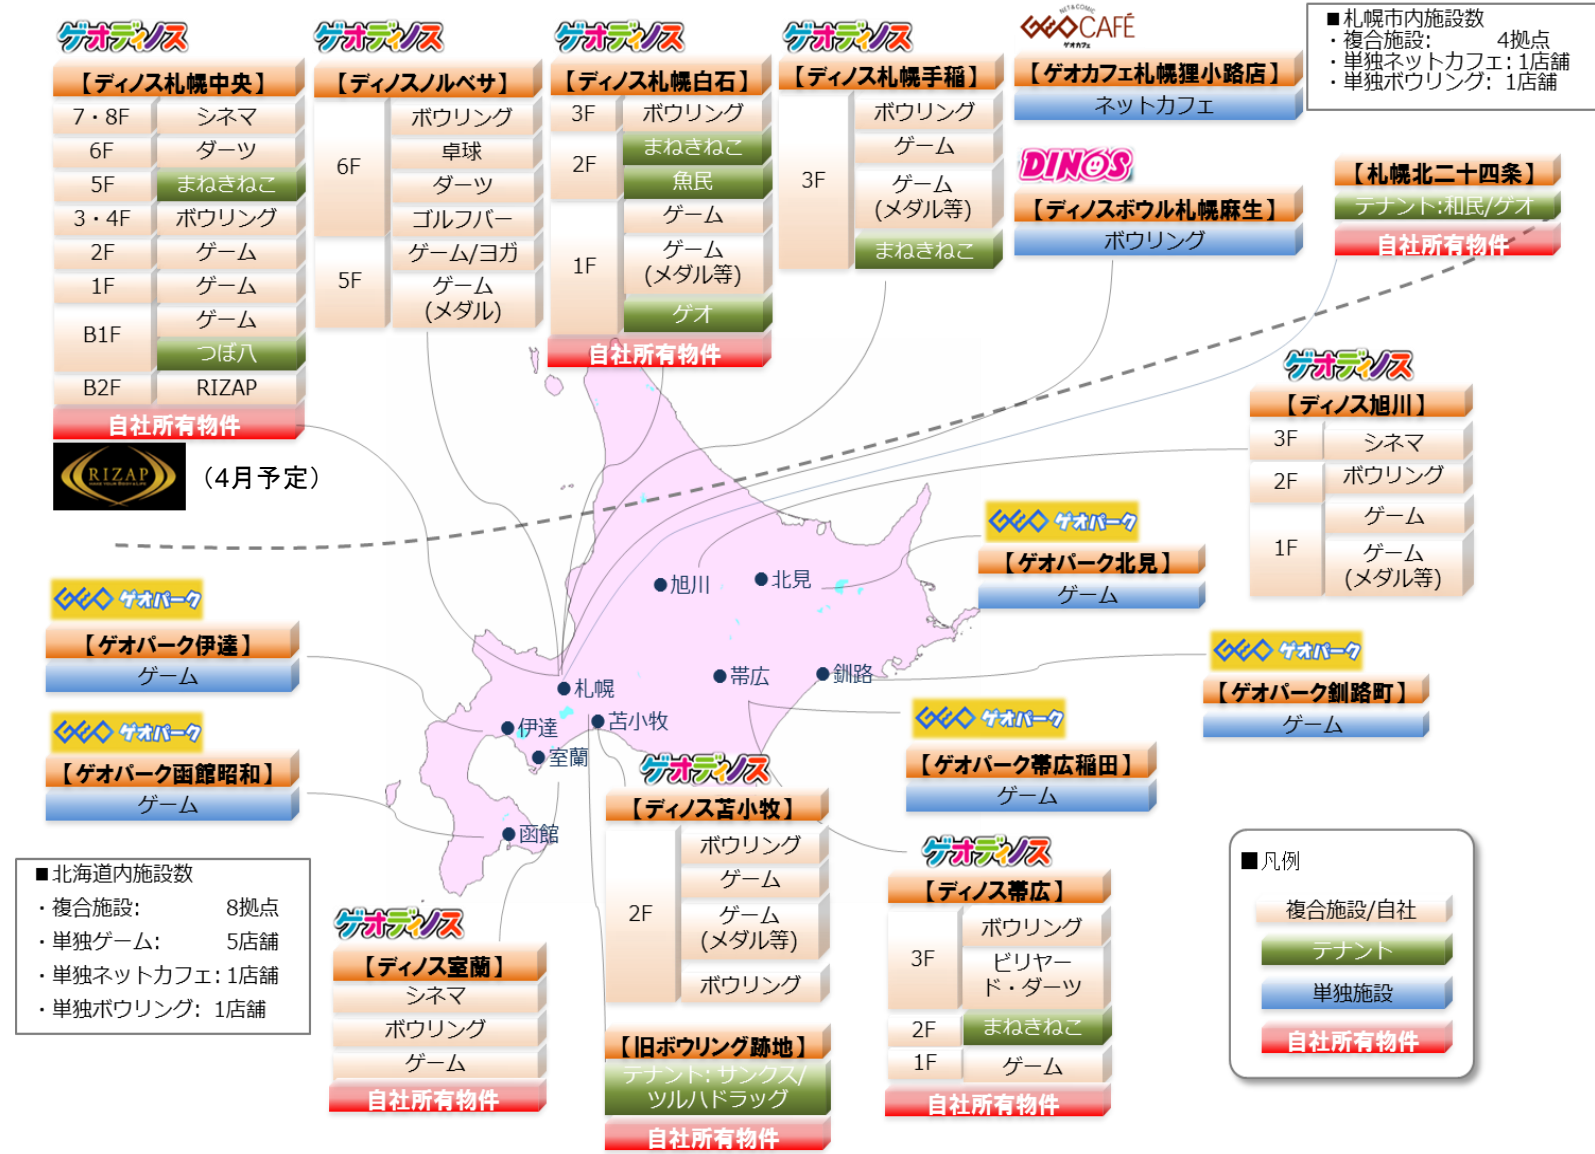 ゲオディノス
【ディノス札幌中央】
7・8F シネマ
6F ダーツ
5F まねきねこ
3・4F ボウリング
2F ゲーム
1F ゲーム
B1F ゲーム
つぼ八
B2F RIZAP
自社所有物件
RIZAP
（4月予定）
ゲオディノス
【ディノスノルベサ】
6F ボウリング
卓球
ダーツ
ゴルフバー
5F ゲーム/ヨガ
ゲーム
(メダル)
ゲオディノス
【ディノス札幌白石】
3F ボウリング
2F まねきねこ
魚民
1F ゲーム
ゲーム
(メダル等)
ゲオ
自社所有物件
ゲオディノス
【ディノス札幌手稲】
3F ボウリング
ゲーム
ゲーム
(メダル等)
まねきねこ
NET&COMIC
GEO CAFÉ
ゲオカフェ
【ゲオカフェ札幌狸小路店】
ネットカフェ
DINOS
【ディノスボウル札幌麻生】
ボウリング
■札幌市内施設数
・複合施設: 4拠点
・単独ネットカフェ: 1店舗
・単独ボウリング: 1店舗
【札幌北二十四条】
テナント:和民/ゲオ
自社所有物件
ゲオディノス
【ディノス旭川】
3F シネマ
2F ボウリング
1F ゲーム
ゲーム
(メダル等)
GEO ゲオパーク
【ゲオパーク北見】
ゲーム
GEO ゲオパーク
【ゲオパーク伊達】
ゲーム
GEO ゲオパーク
【ゲオパーク函館昭和】
ゲーム
旭川
北見
帯広
釧路
札幌
苫小牧
伊達
室蘭
函館
GEO ゲオパーク
【ゲオパーク釧路町】
ゲーム
GEO ゲオパーク
【ゲオパーク帯広稲田】
ゲーム
■北海道内施設数
・複合施設: 8拠点
・単独ゲーム: 5店舗
・単独ネットカフェ: 1店舗
・単独ボウリング: 1店舗
ゲオディノス
【ディノス室蘭】
シネマ
ボウリング
ゲーム
自社所有物件
ゲオディノス
【ディノス苫小牧】
2F ボウリング
ゲーム
ゲーム
(メダル等)
ボウリング
【旧ボウリング跡地】
テナント: サンクス/
ツルハドラッグ
自社所有物件
ゲオディノス
【ディノス帯広】
3F ボウリング
ビリヤー
ド・ダーツ
2F まねきねこ
1F ゲーム
自社所有物件
■凡例
複合施設/自社
テナント
単独施設
自社所有物件